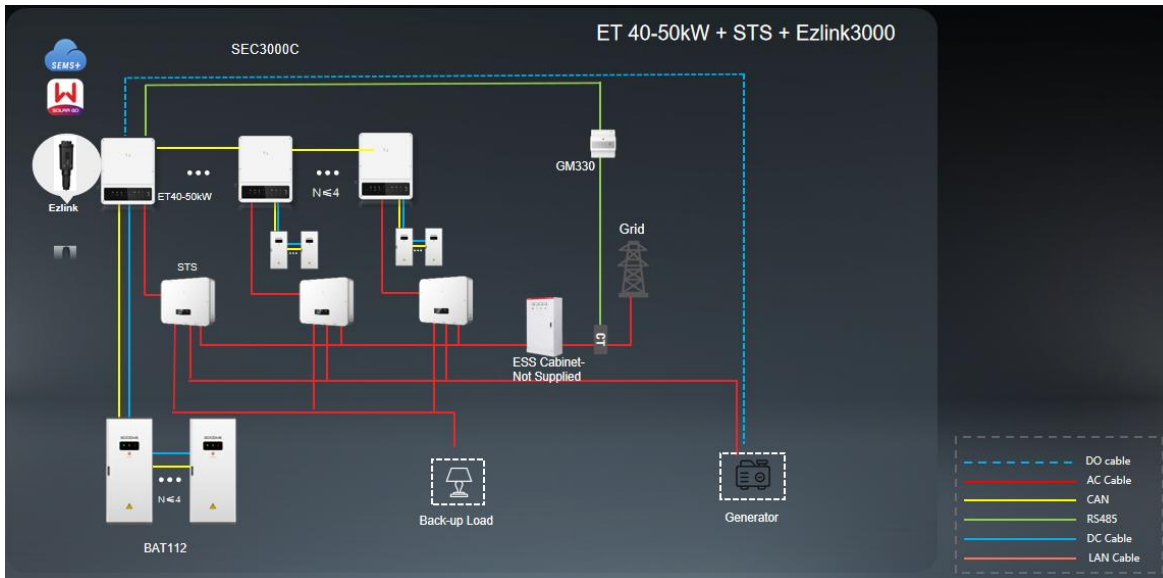 ET 40-50kW + STS + Ezlink3000
SEC3000C
SEMS+
SOLAR GO
GM330
ET40-50kW
N≤4
Ezlink
Grid
STS
CT
ESS Cabinet-
Not Supplied
N≤4
Back-up Load
Generator
BAT112
DO cable
AC Cable
CAN
RS485
DC Cable
LAN Cable